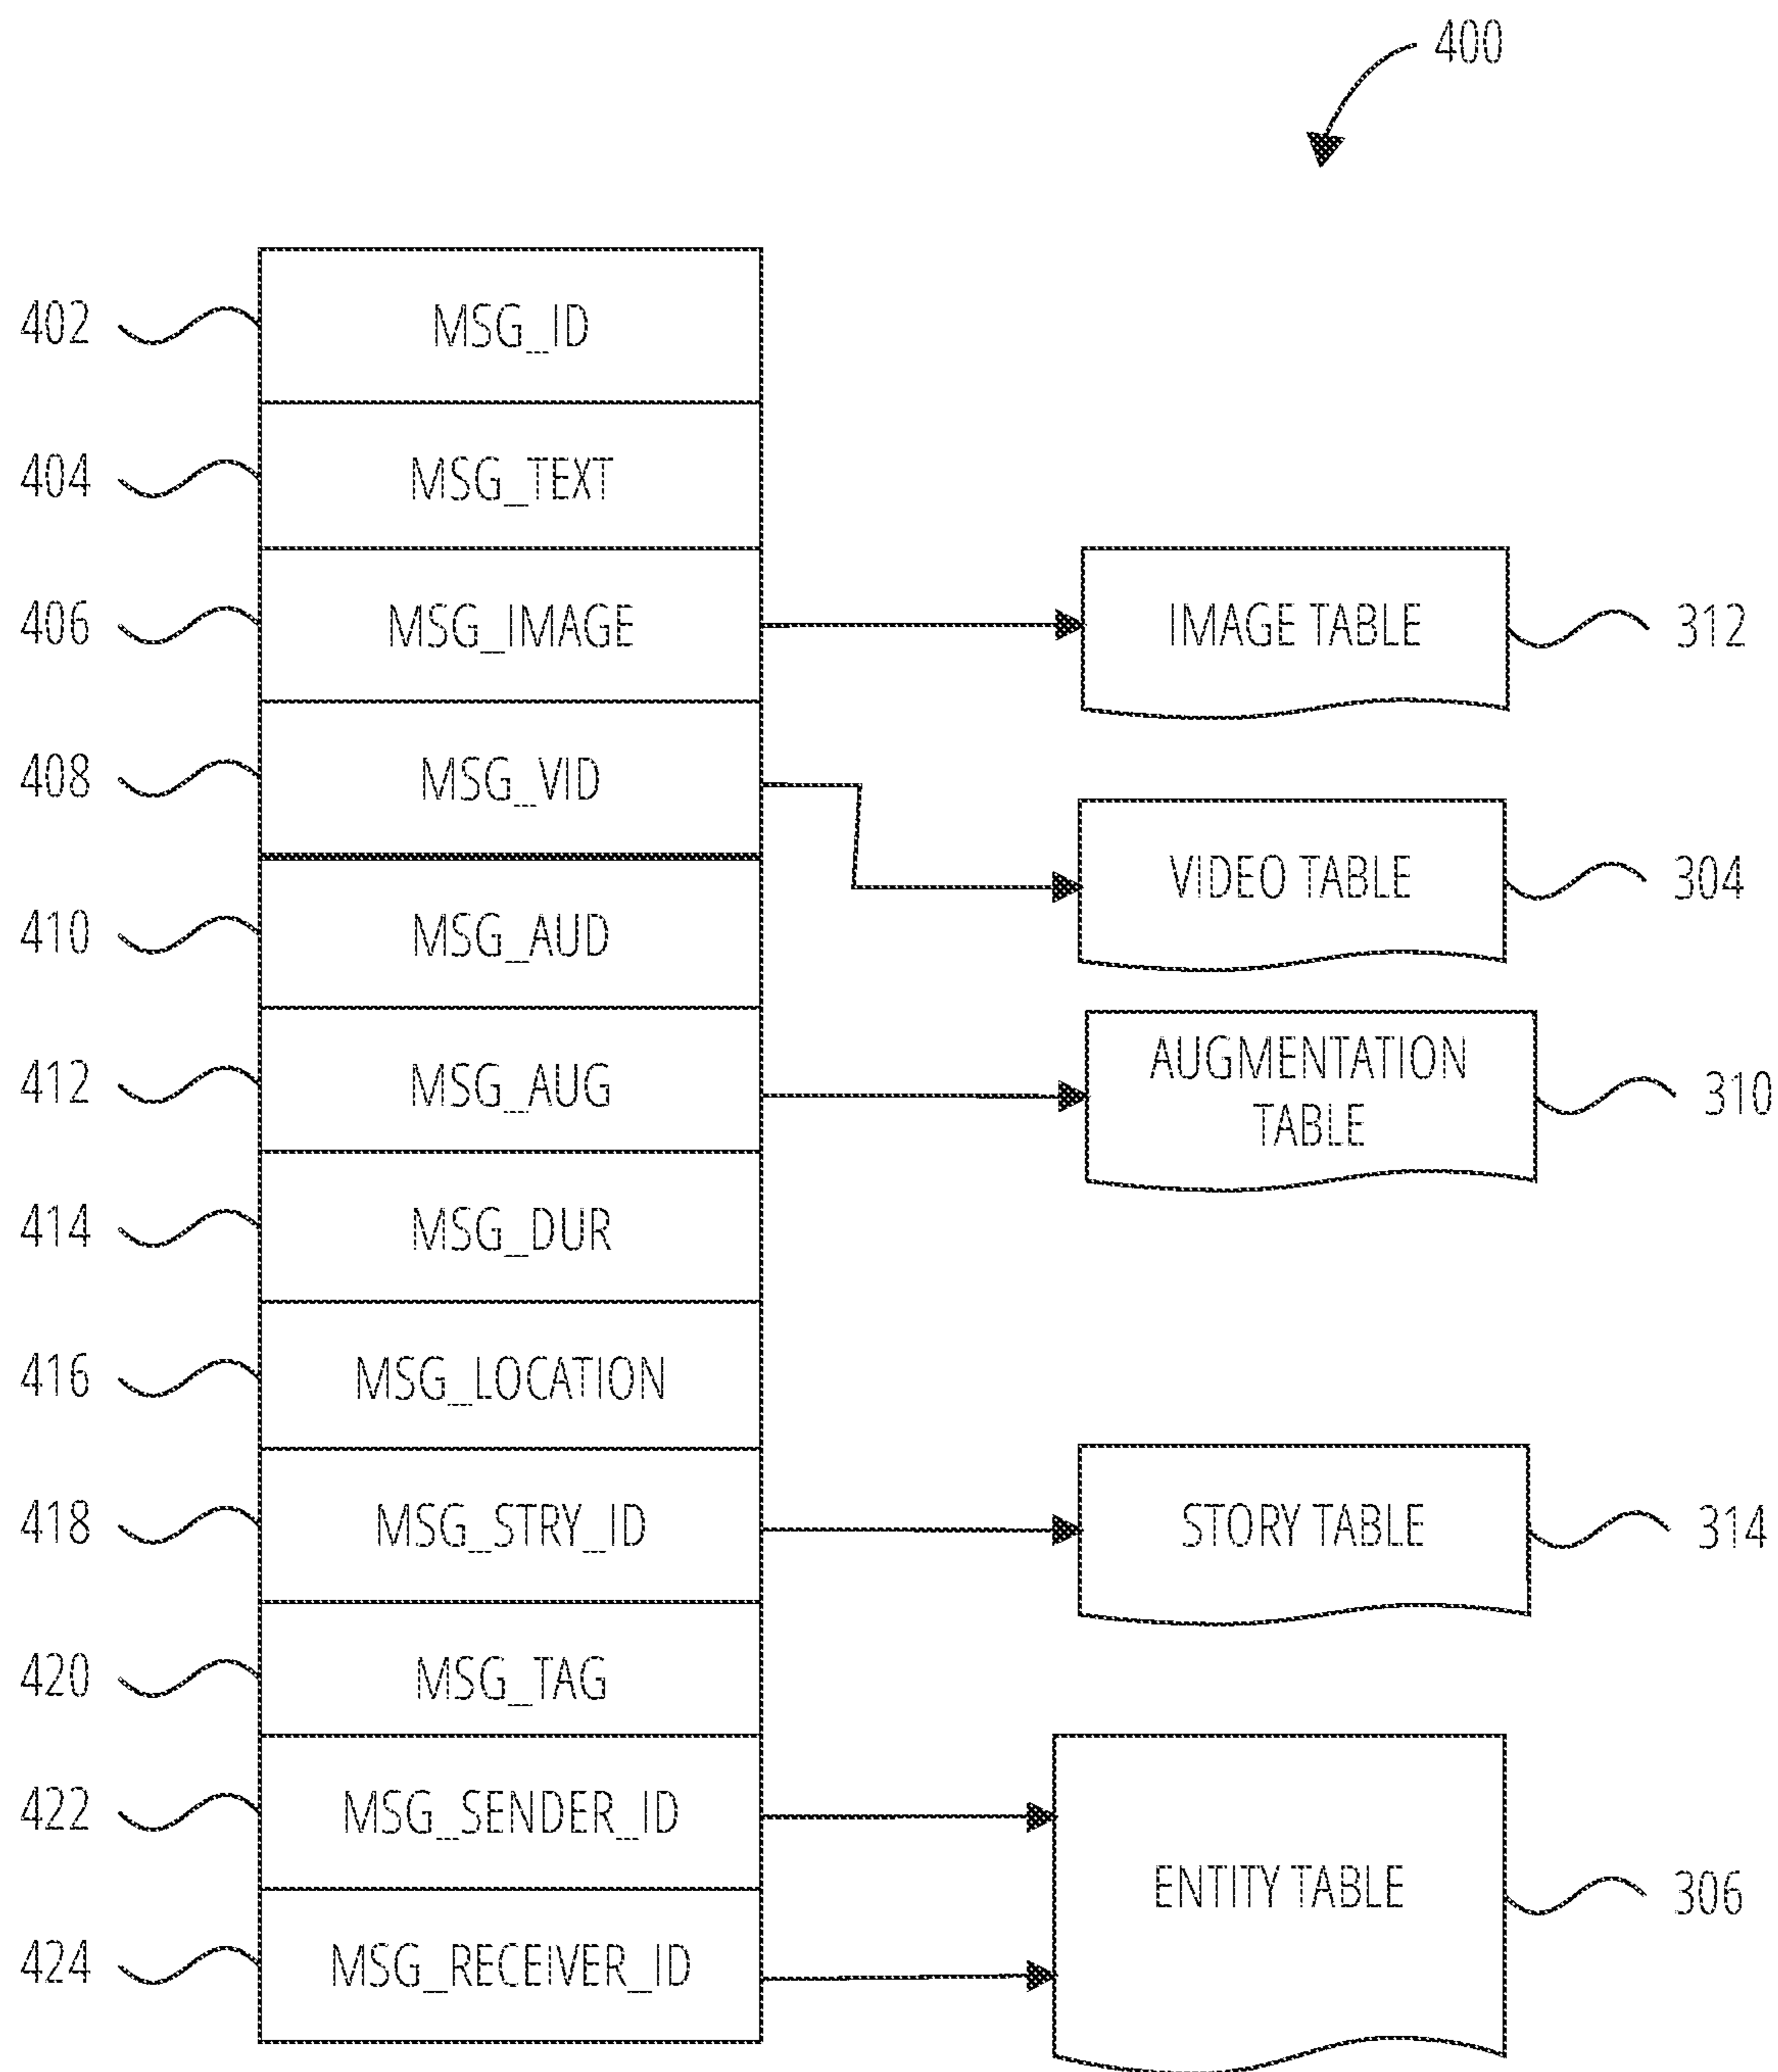 400
402 MSG_ID
404 MSG_TEXT
406 MSG_IMAGE IMAGE TABLE 312
408 MSG_VID VIDEO TABLE 304
410 MSG_AUD
412 MSG_AUG AUGMENTATION
TABLE 310
414 MSG_DUR
416 MSG_LOCATION
418 MSG_STRY_ID STORY TABLE 314
420 MSG_TAG
422 MSG_SENDER_ID
ENTITY TABLE 306
424 MSG_RECEIVER_ID